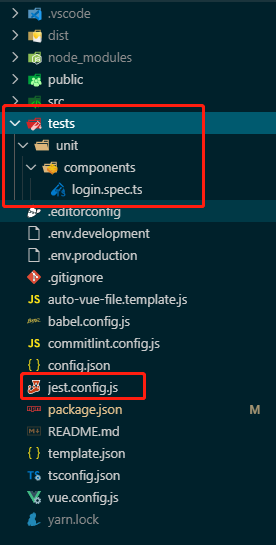 .vscode
dist
node_modules
public
src
tests
unit
components
login.spec.ts
.editorconfig
.env.development
.env.production
.gitignore
JS auto-vue-file.template.js
babel.config.js
JS commitlint.config.js
{ } config.json
jest.config.js
package.json M
README.md
{ } template.json
TS tsconfig.json
vue.config.js
yarn.lock